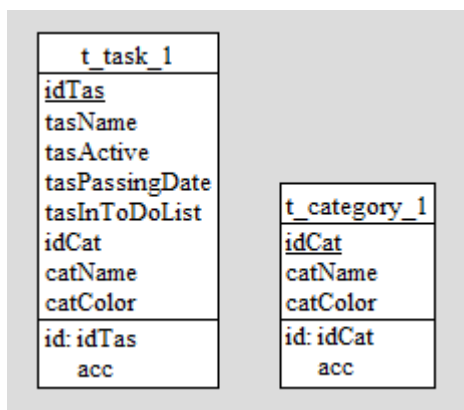 t_task_1
idTas
tasName
tasActive
tasPassingDate
tasInToDoList
idCat
catName
catColor
id: idTas
acc
t_category_1
idCat
catName
catColor
id: idCat
acc